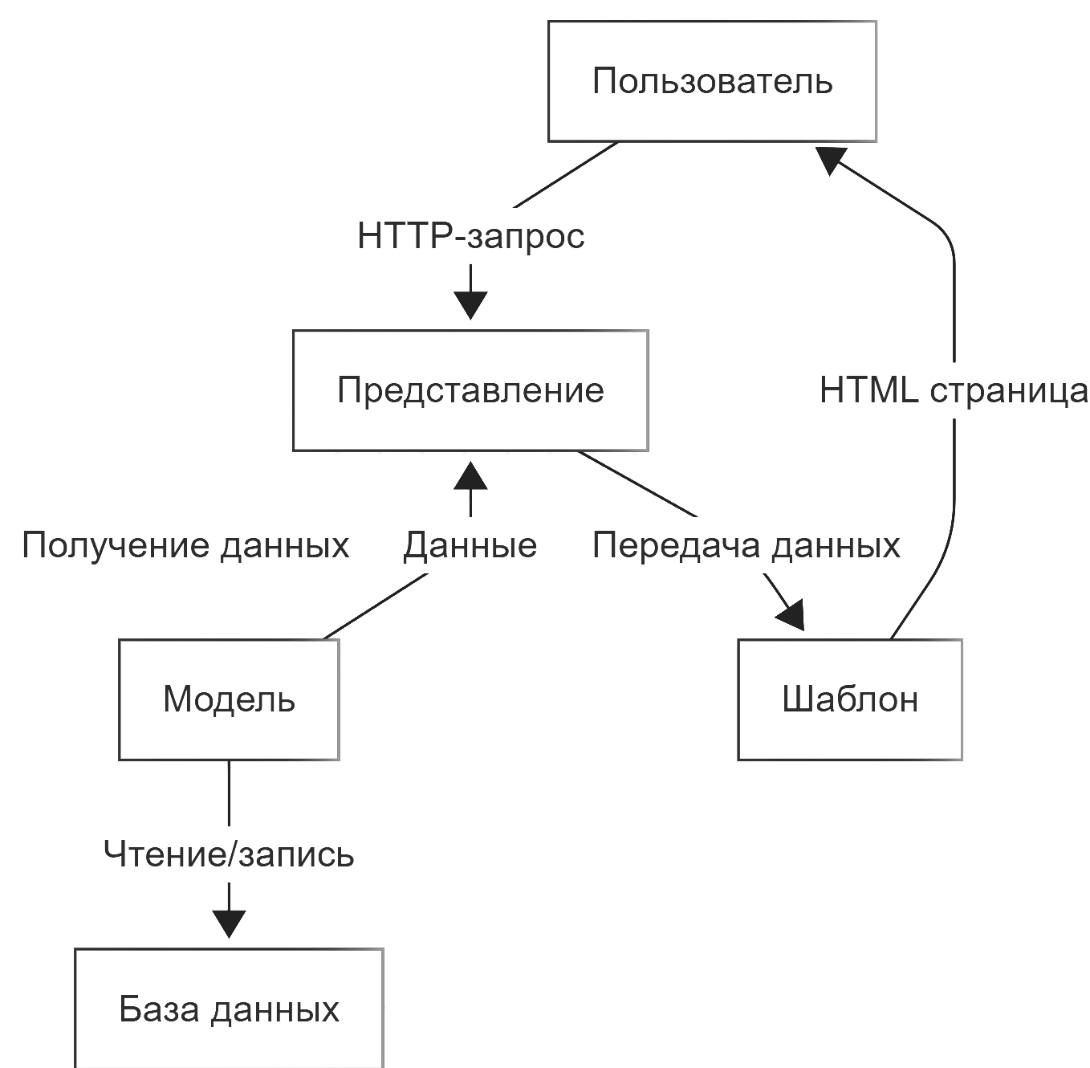 Пользователь
HTTP-запрос
Представление
HTML страница
Получение данных
Данные
Передача данных
Модель
Шаблон
Чтение/запись
База данных